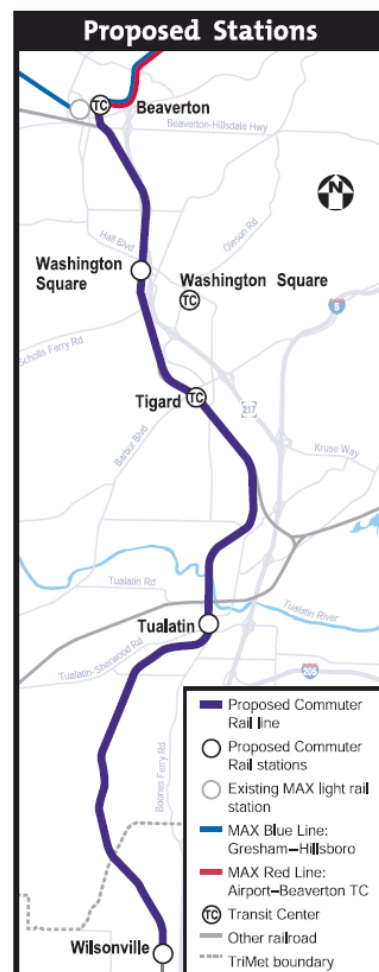 Proposed Stations
TC
Beaverton
Beaverton-Hillsdale Hwy
N
Hall Blvd
Oleson Rd
Washington
Square
Washington Square
TC
5
Scholls Ferry Rd
Tigard
TC
217
Barbur Blvd
Kruse Way
Tualatin Rd
Tualatin River
Tualatin
Tualatin-Sherwood Rd
205
Boones Ferry Rd
Wilsonville
Proposed Commuter
Rail line
Proposed Commuter
Rail stations
Existing MAX light rail
station
MAX Blue Line:
Gresham–Hillsboro
MAX Red Line:
Airport–Beaverton TC
TC
Transit Center
Other railroad
TriMet boundary